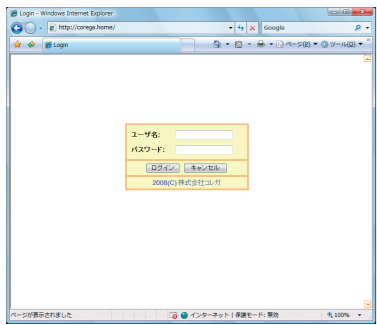 Login - Windows Internet Explorer
http://corega.home/
Google
Login
ページ(P)
ツール(O)
ユーザ名:
パスワード:
ログイン
キャンセル
2008(C) 株式会社コレガ
ページが表示されました
インターネット | 保護モード: 無効
100%